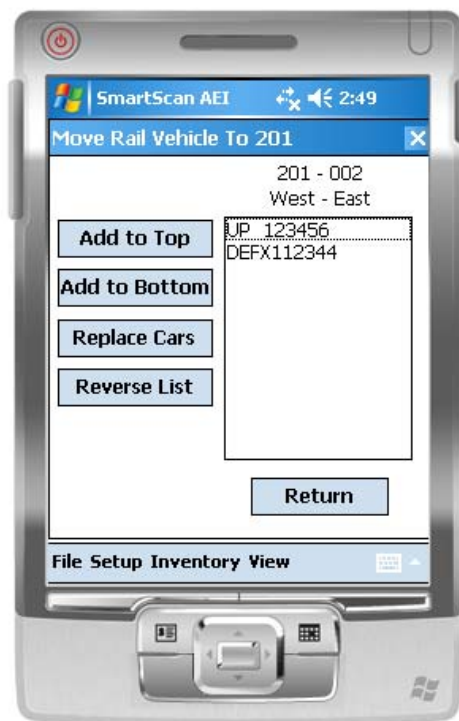 SmartScan AEI 2:49
Move Rail Vehicle To 201
201 - 002
West - East
Add to Top
Add to Bottom
Replace Cars
Reverse List
UP 123456
DEFX112344
Return
File Setup Inventory View